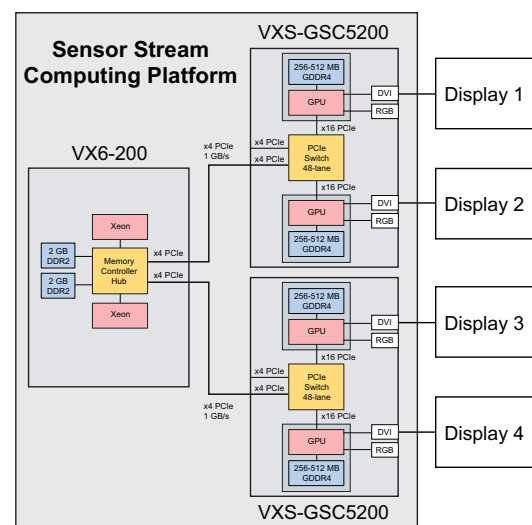 Sensor Stream
Computing Platform
VXS-GSC5200
256-512 MB
GDDR4
GPU
DVI
RGB
x16 PCIe
x4 PCIe
1 GB/s
x4 PCIe
x4 PCIe
PCIe
Switch
48-lane
x16 PCIe
GPU
DVI
RGB
256-512 MB
GDDR4
Display 1
Display 2
VX6-200
Xeon
2 GB
DDR2
2 GB
DDR2
Memory
Controller
Hub
x4 PCIe
x4 PCIe
Xeon
256-512 MB
GDDR4
GPU
DVI
RGB
x16 PCIe
x4 PCIe
x4 PCIe
x4 PCIe
1 GB/s
PCIe
Switch
48-lane
x16 PCIe
GPU
DVI
RGB
256-512 MB
GDDR4
VXS-GSC5200
Display 3
Display 4